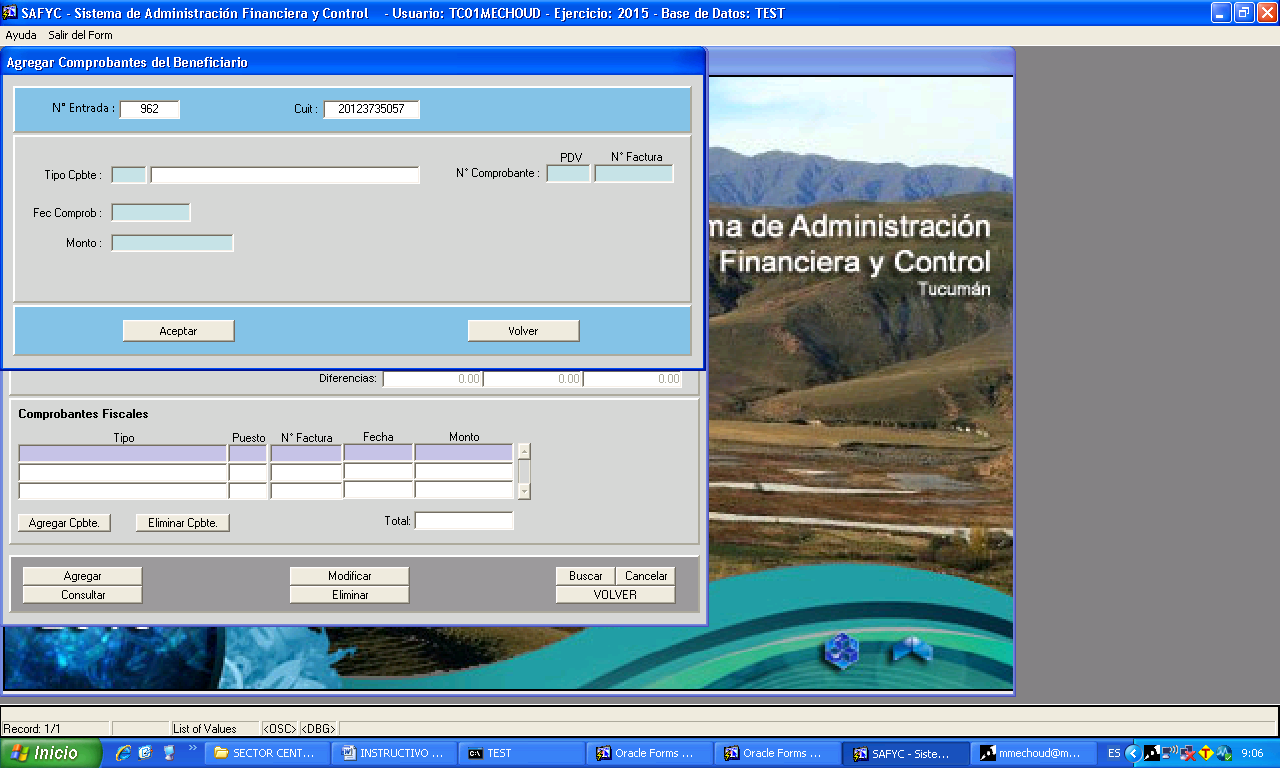 SAFYC - Sistema de Administración Financiera y Control - Usuario: TC01MECHOUD - Ejercicio: 2015 - Base de Datos: TEST
Ayuda Salir del Form
Agregar Comprobantes del Beneficiario
N° Entrada : 962 Cuit : 20123735057
PDV N° Factura
Tipo Cpbte : N° Comprobante :
Fec Comprob :
Monto :
Aceptar Volver
ma de Administración
Financiera y Control
Tucumán
Diferencias: 0.00 0.00 0.00
Comprobantes Fiscales
Tipo Puesto N° Factura Fecha Monto
Agregar Cpbte. Eliminar Cpbte. Total:
Agregar Modificar Buscar Cancelar
Consultar Eliminar VOLVER
Record: 1/1 List of Values <OSC> <DBG>
Inicio » SECTOR CENT... INSTRUCTIVO ... TEST Oracle Forms ... Oracle Forms ... SAFYC - Siste... mmechoud@m... ES 9:06